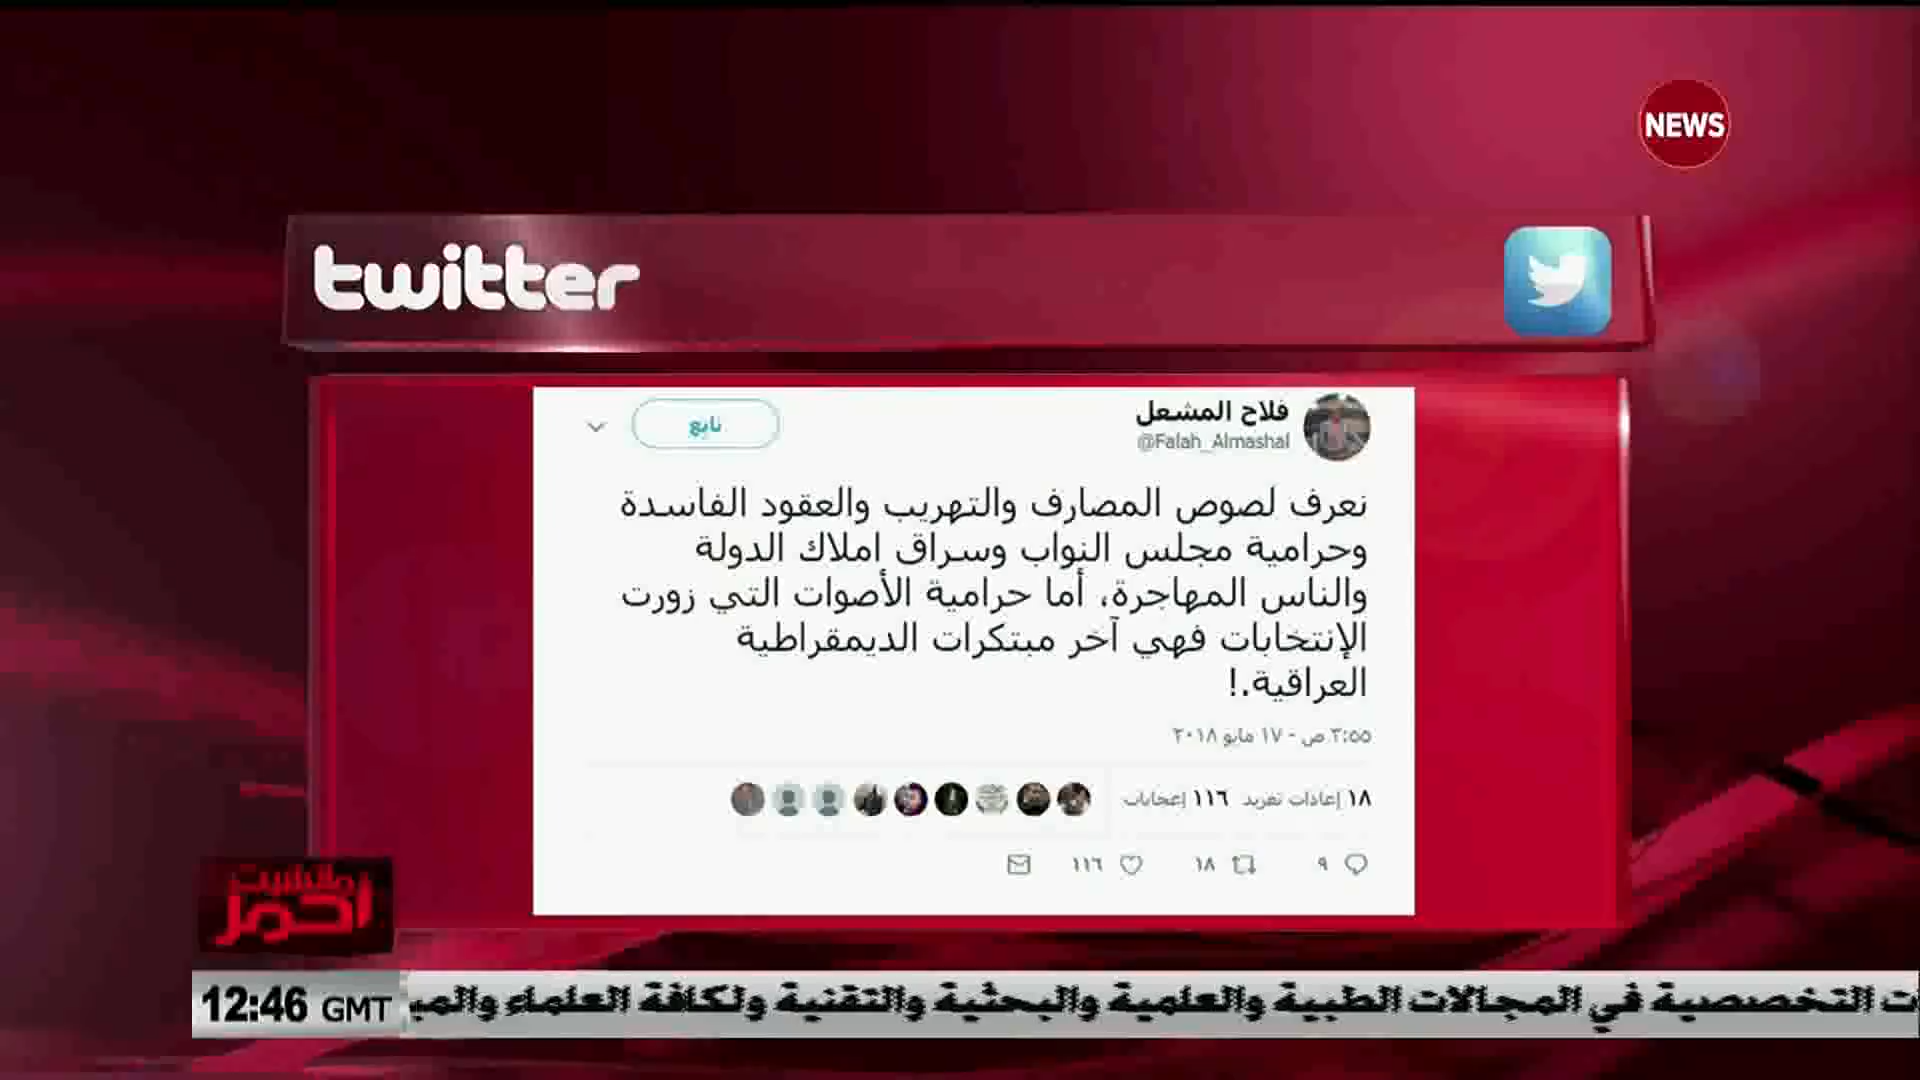 NEWS
twitter
فلاح المشعل
@Falah_Almashal
تابع
نعرف لصوص المصارف والتهريب والعقود الفاسدة
وحرامية مجلس النواب وسراق املاك الدولة
والناس المهاجرة، أما حرامية الأصوات التي زورت
الإنتخابات فهي آخر مبتكرات الديمقراطية
العراقية.!
٣:٥٥ ص - ١٧ مايو ٢٠١٨
١٨ إعادات تغريد ١١٦ إعجابات
٩ ١٨ ١١٦
مانشيت
أحمر
ت التخصصية في المجالات الطبية والعلمية والبحثية والتقنية ولكافة العلماء والمب
12:46 GMT